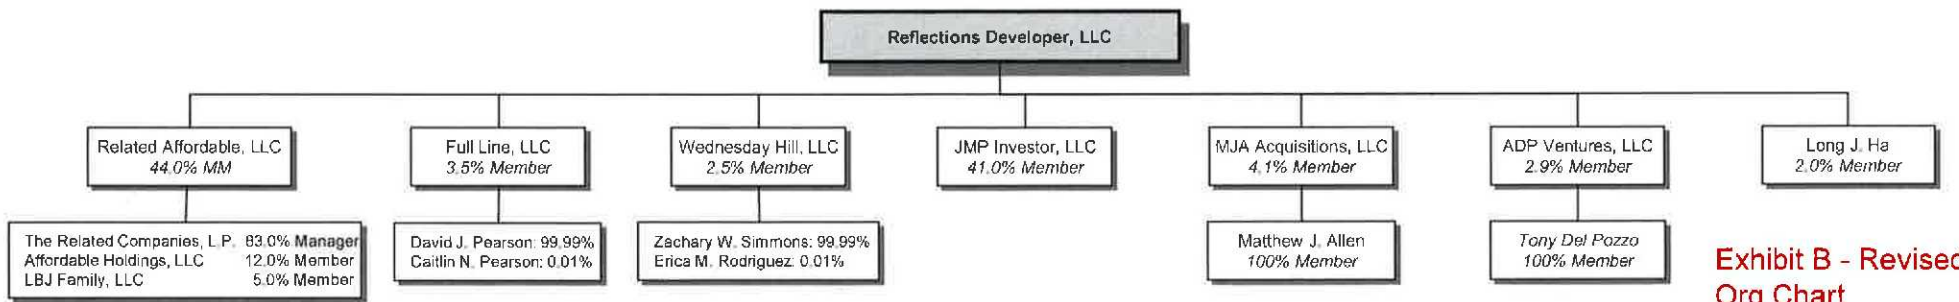 Reflections Developer, LLC
Related Affordable, LLC
44.0% MM
Full Line, LLC
3.5% Member
Wednesday Hill, LLC
2.5% Member
JMP Investor, LLC
41.0% Member
MJA Acquisitions, LLC
4.1% Member
ADP Ventures, LLC
2.9% Member
Long J. Ha
2.0% Member
The Related Companies, L.P. 83.0% Manager
Affordable Holdings, LLC 12.0% Member
LBJ Family, LLC 5.0% Member
David J. Pearson: 99.99%
Caitlin N. Pearson: 0.01%
Zachary W. Simmons: 99.99%
Erica M. Rodriguez: 0.01%
Matthew J. Allen
100% Member
Tony Del Pozzo
100% Member
Exhibit B - Revised
Org Chart